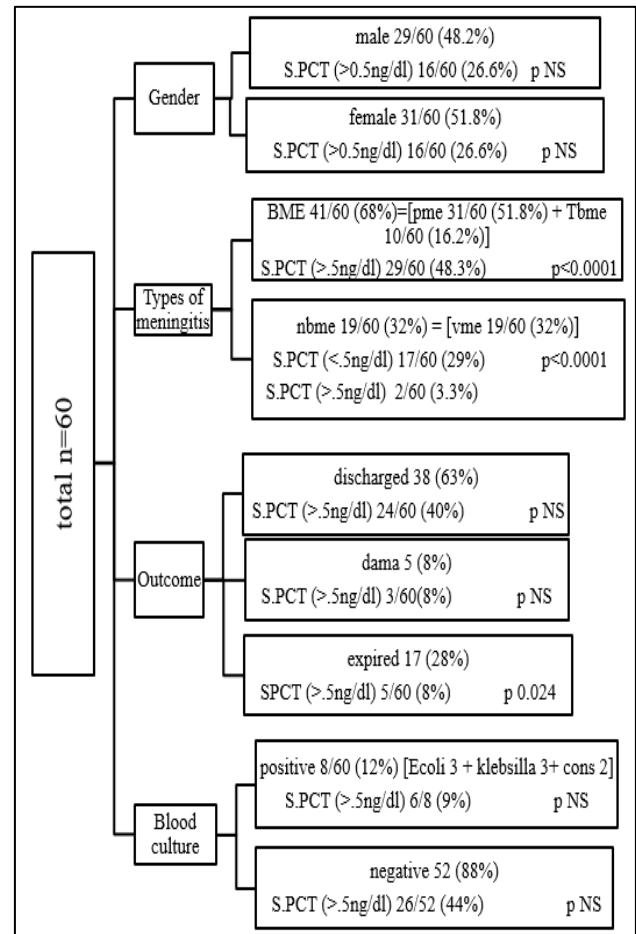 total n=60
Gender
male 29/60 (48.2%)
S.PCT (>0.5ng/dl) 16/60 (26.6%) p NS
female 31/60 (51.8%)
S.PCT (>0.5ng/dl) 16/60 (26.6%) p NS
Types of
meningitis
BME 41/60 (68%)=[pme 31/60 (51.8%) + Tbme
10/60 (16.2%)]
S.PCT (>.5ng/dl) 29/60 (48.3%) p<0.0001
nbme 19/60 (32%) = [vme 19/60 (32%)]
S.PCT (<.5ng/dl) 17/60 (29%) p<0.0001
S.PCT (>.5ng/dl) 2/60 (3.3%)
Outcome
discharged 38 (63%)
S.PCT (>.5ng/dl) 24/60 (40%) p NS
dama 5 (8%)
S.PCT (>.5ng/dl) 3/60(8%) p NS
expired 17 (28%)
SPCT (>.5ng/dl) 5/60 (8%) p 0.024
Blood
culture
positive 8/60 (12%) [Ecoli 3 + klebsilla 3+ cons 2]
S.PCT (>.5ng/dl) 6/8 (9%) p NS
negative 52 (88%)
S.PCT (>.5ng/dl) 26/52 (44%) p NS